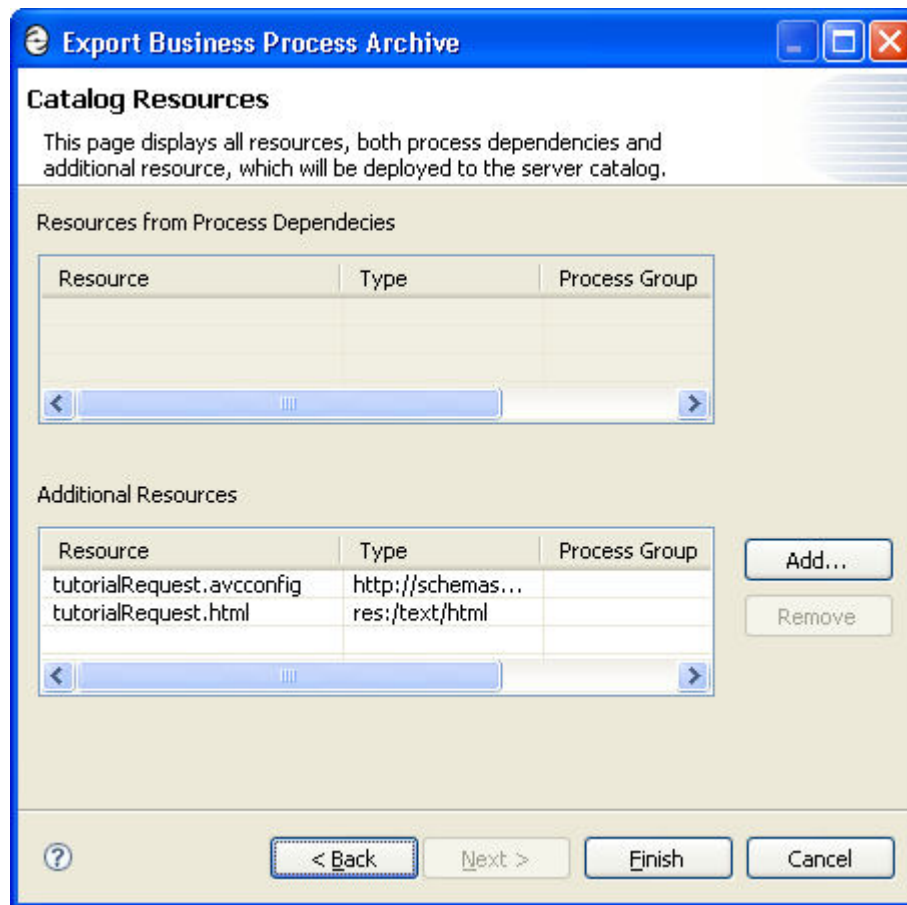 Export Business Process Archive
Catalog Resources
This page displays all resources, both process dependencies and
additional resource, which will be deployed to the server catalog.
Resources from Process Dependecies
Resource Type Process Group
Additional Resources
Resource Type Process Group
tutorialRequest.avcconfig http://schemas...
tutorialRequest.html res:/text/html
Add...
Remove
< Back Next > Finish Cancel